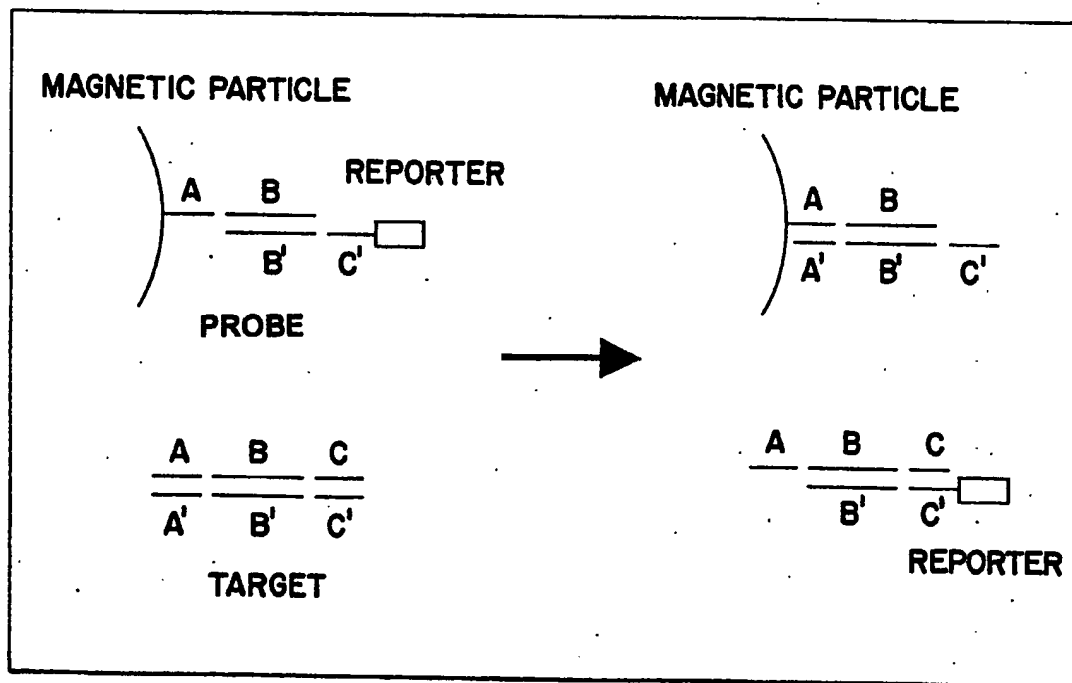 MAGNETIC PARTICLE
A B REPORTER
B' C'
PROBE
A B C
A' B' C'
TARGET
MAGNETIC PARTICLE
A B
A' B' C'
A B C
B' C'
REPORTER